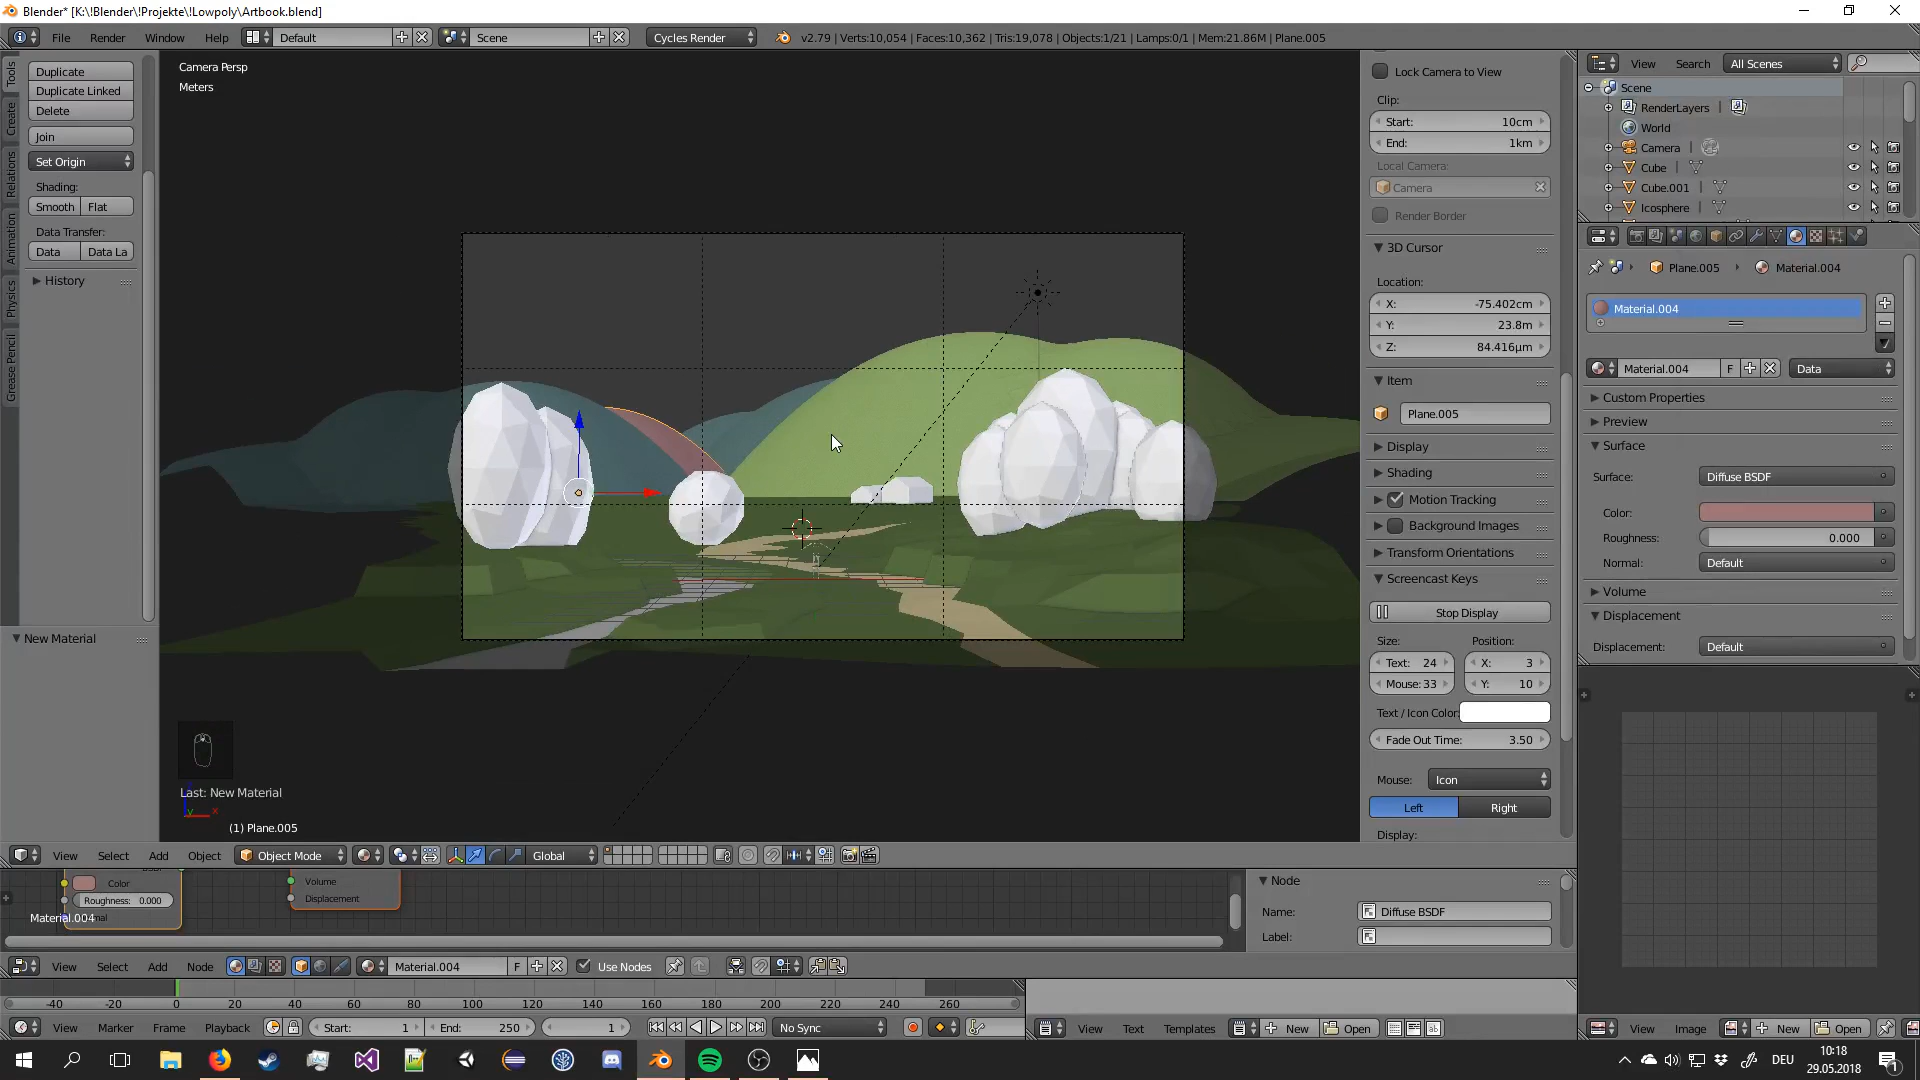 Blender* [K:\!Blender\!Projekte\!Lowpoly\Artbook.blend]
File Render Window Help Default Scene Cycles Render v2.79 | Verts:10,054 | Faces:10,362 | Tris:19,078 | Objects:1/21 | Lamps:0/1 | Mem:21.86M | Plane.005
Tools
Create
Relations
Animation
Physics
Grease Pencil
Duplicate
Duplicate Linked
Delete
Join
Set Origin
Shading:
Smooth Flat
Data Transfer:
Data Data La
History
New Material
Camera Persp
Meters
Last: New Material
(1) Plane.005
Lock Camera to View
Clip:
Start: 10cm
End: 1km
Local Camera:
Camera
Render Border
3D Cursor
Location:
X: -75.402cm
Y: 23.8m
Z: 84.416µm
Item
Plane.005
Display
Shading
Motion Tracking
Background Images
Transform Orientations
Screencast Keys
Stop Display
Size: Position:
Text: 24 X: 3
Mouse: 33 Y: 10
Text / Icon Color:
Fade Out Time: 3.50
Mouse: Icon
Left Right
Display:
View Search All Scenes
Scene
RenderLayers
World
Camera
Cube
Cube.001
Icosphere
Plane.005 Material.004
Material.004
Material.004 F Data
Custom Properties
Preview
Surface
Surface: Diffuse BSDF
Color:
Roughness: 0.000
Normal: Default
Volume
Displacement
Displacement: Default
View Select Add Object Object Mode Global
Color
Roughness: 0.000
Material.004
Volume
Displacement
Node
Name: Diffuse BSDF
Label:
View Select Add Node Material.004 F Use Nodes
-40 -20 0 20 40 60 80 100 120 140 160 180 200 220 240 260
View Marker Frame Playback Start: 1 End: 250 1 No Sync
View Text Templates New Open
View Image New Open
DEU
10:18
29.05.2018
1